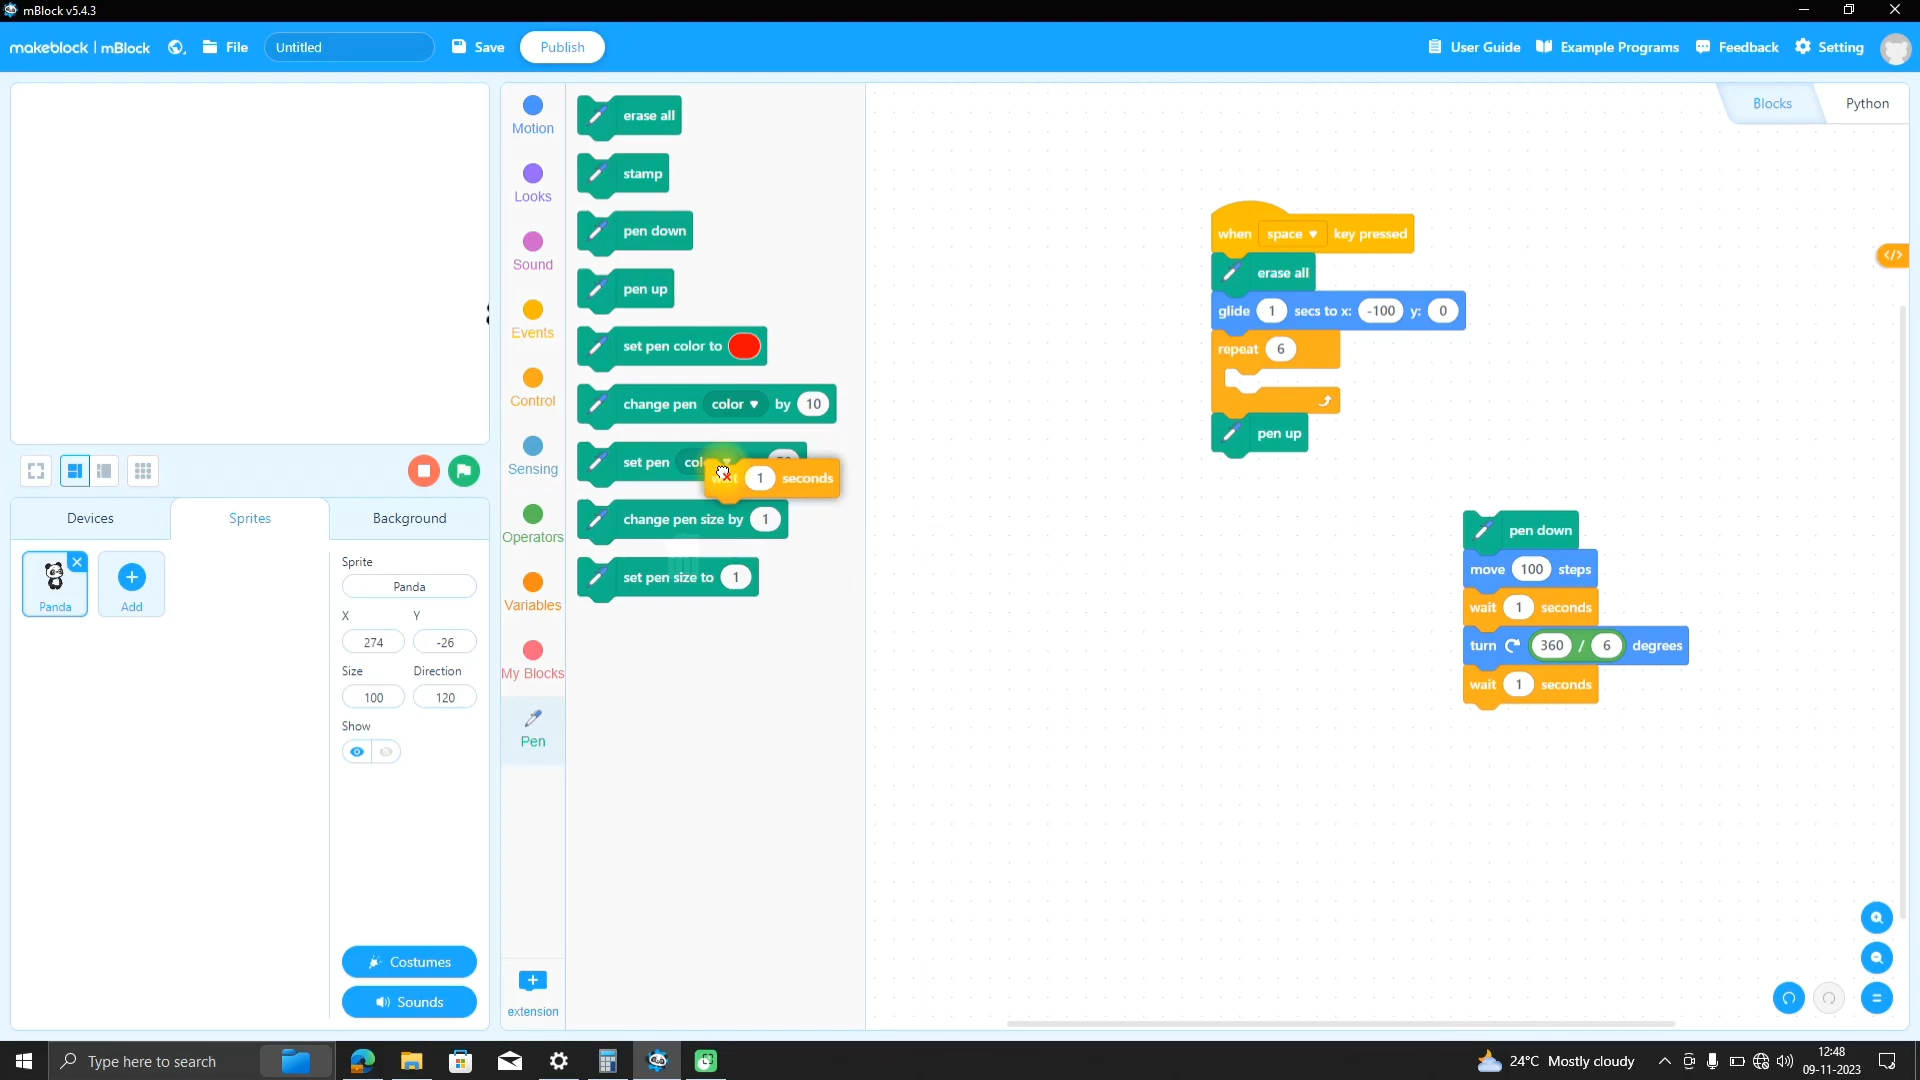 mBlock v5.4.3
makeblock | mBlock
File
Untitled
Save
Publish
User Guide
Example Programs
Feedback
Setting
Motion
Looks
Sound
Events
Control
Sensing
Operators
Variables
My Blocks
Pen
extension
erase all
stamp
pen down
pen up
set pen color to
change pen color ▼ by 10
set pen
wait 1 seconds
change pen size by 1
set pen size to 1
Blocks
Python
</>
when space ▼ key pressed
erase all
glide 1 secs to x: -100 y: 0
repeat 6
pen up
pen down
move 100 steps
wait 1 seconds
turn 360 / 6 degrees
wait 1 seconds
Devices
Sprites
Background
Panda
Add
Sprite
Panda
X Y
274 -26
Size Direction
100 120
Show
Costumes
Sounds
Type here to search
24°C Mostly cloudy
12:48
09-11-2023